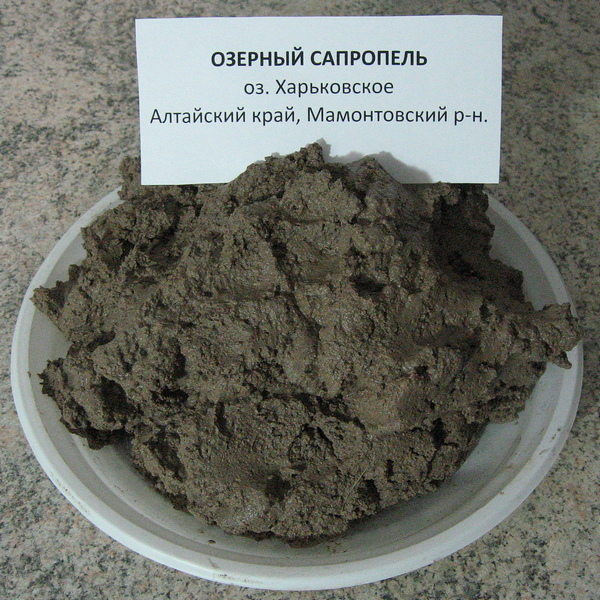 ОЗЕРНЫЙ САПРОПЕЛЬ
оз. Харьковское
Алтайский край, Мамонтовский р-н.